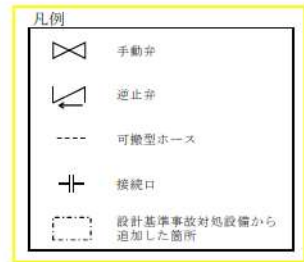 凡例
手動弁
逆止弁
可搬型ホース
接続口
設計基準事故対処設備から
追加した箇所